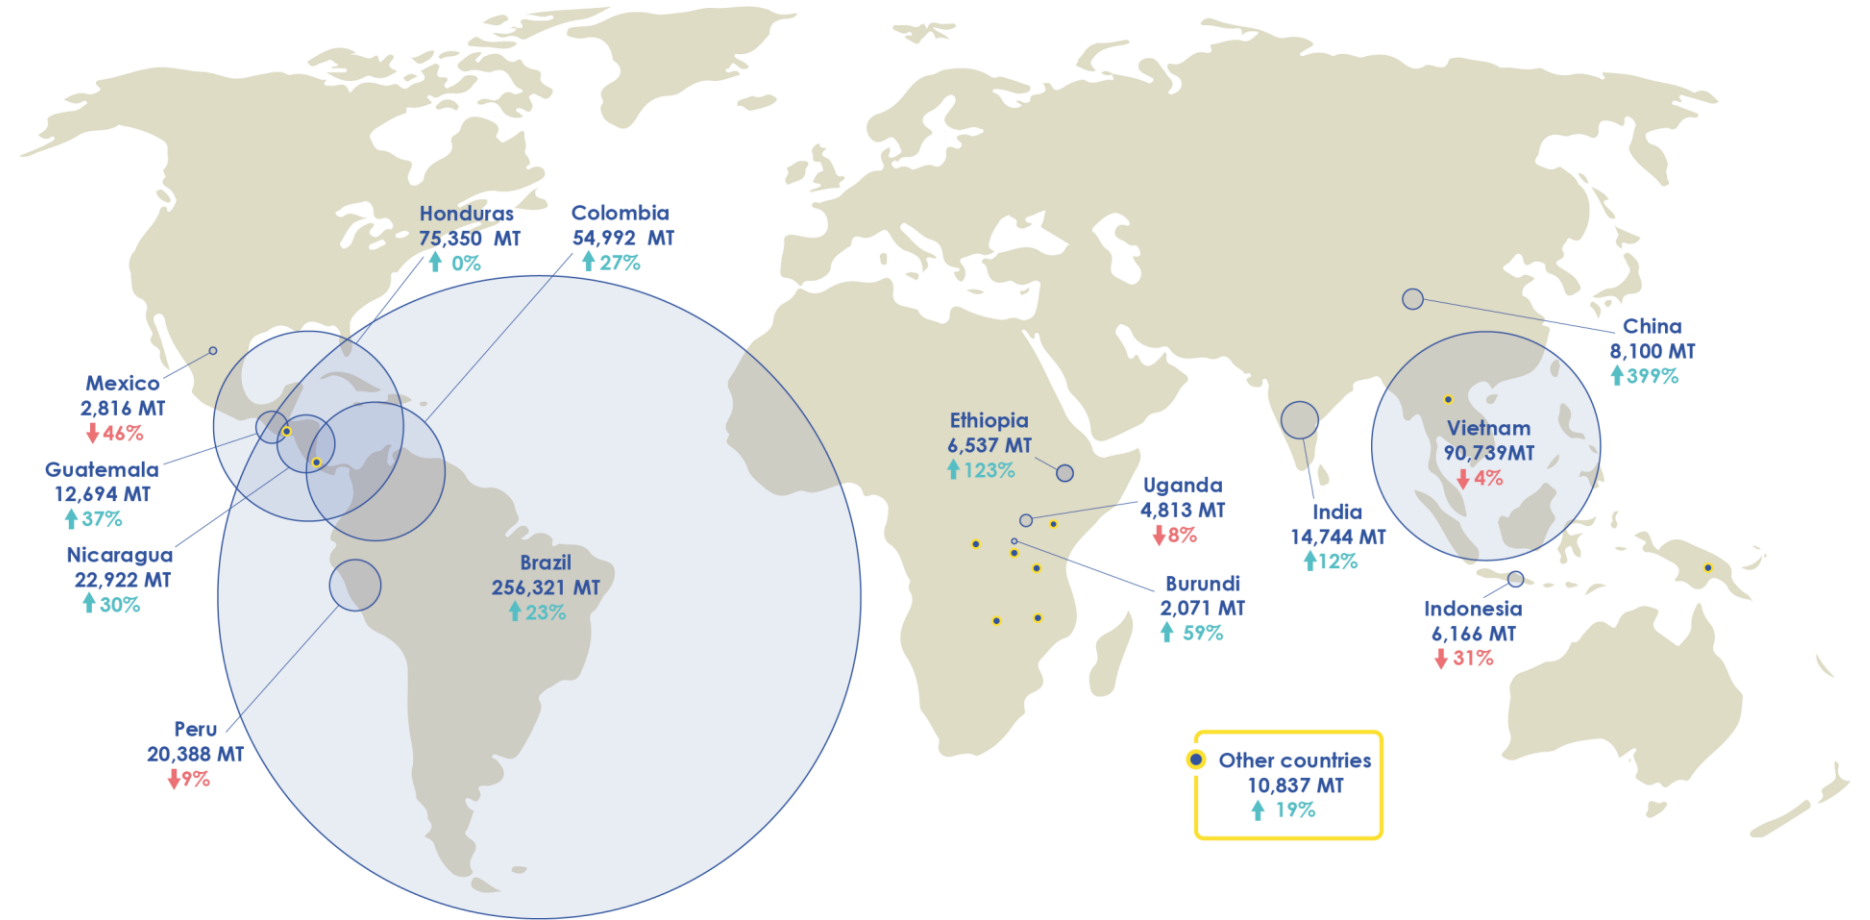 Honduras
75,350 MT
0%
Colombia
54,992 MT
27%
Mexico
2,816 MT
46%
Guatemala
12,694 MT
37%
Nicaragua
22,922 MT
30%
Peru
20,388 MT
9%
Brazil
256,321 MT
23%
Ethiopia
6,537 MT
123%
Uganda
4,813 MT
8%
Burundi
2,071 MT
59%
India
14,744 MT
12%
China
8,100 MT
399%
Vietnam
90,739MT
4%
Indonesia
6,166 MT
31%
Other countries
10,837 MT
19%